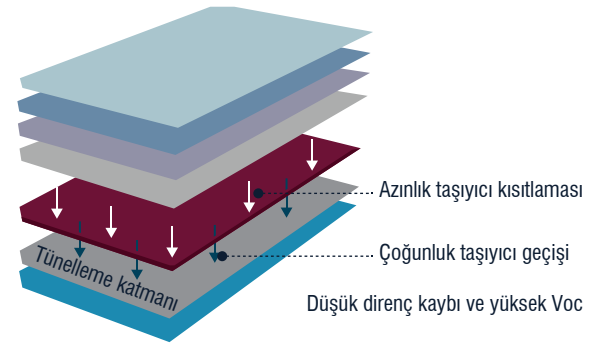 Azınlık taşıyıcı kısıtlaması
Çoğunluk taşıyıcı geçişi
Tünelleme katmanı
Düşük direnç kaybı ve yüksek Voc